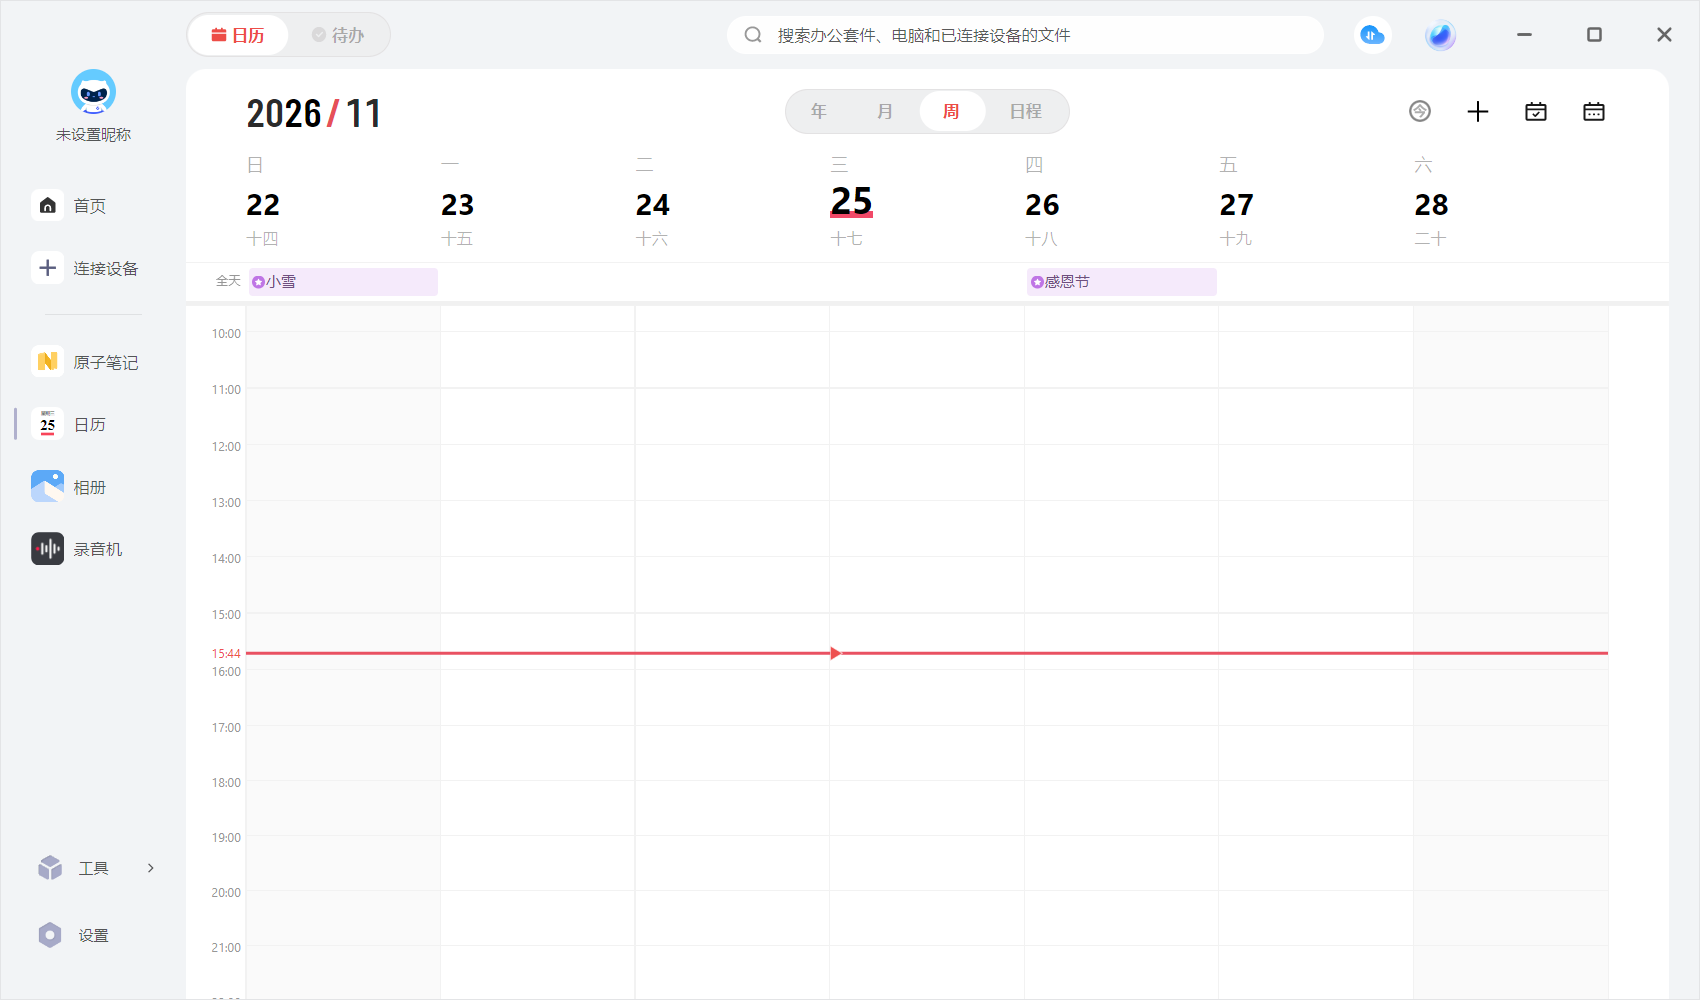 日历
待办
搜索办公套件、电脑和已连接设备的文件
未设置昵称
首页
连接设备
原子笔记
25
日历
相册
录音机
工具
设置
2026/11
年 月 周 日程
今
日 一 二 三 四 五 六
22 23 24 25 26 27 28
十四 十五 十六 十七 十八 十九 二十
全天 小雪 感恩节
10:00
11:00
12:00
13:00
14:00
15:00
15:44
16:00
17:00
18:00
19:00
20:00
21:00